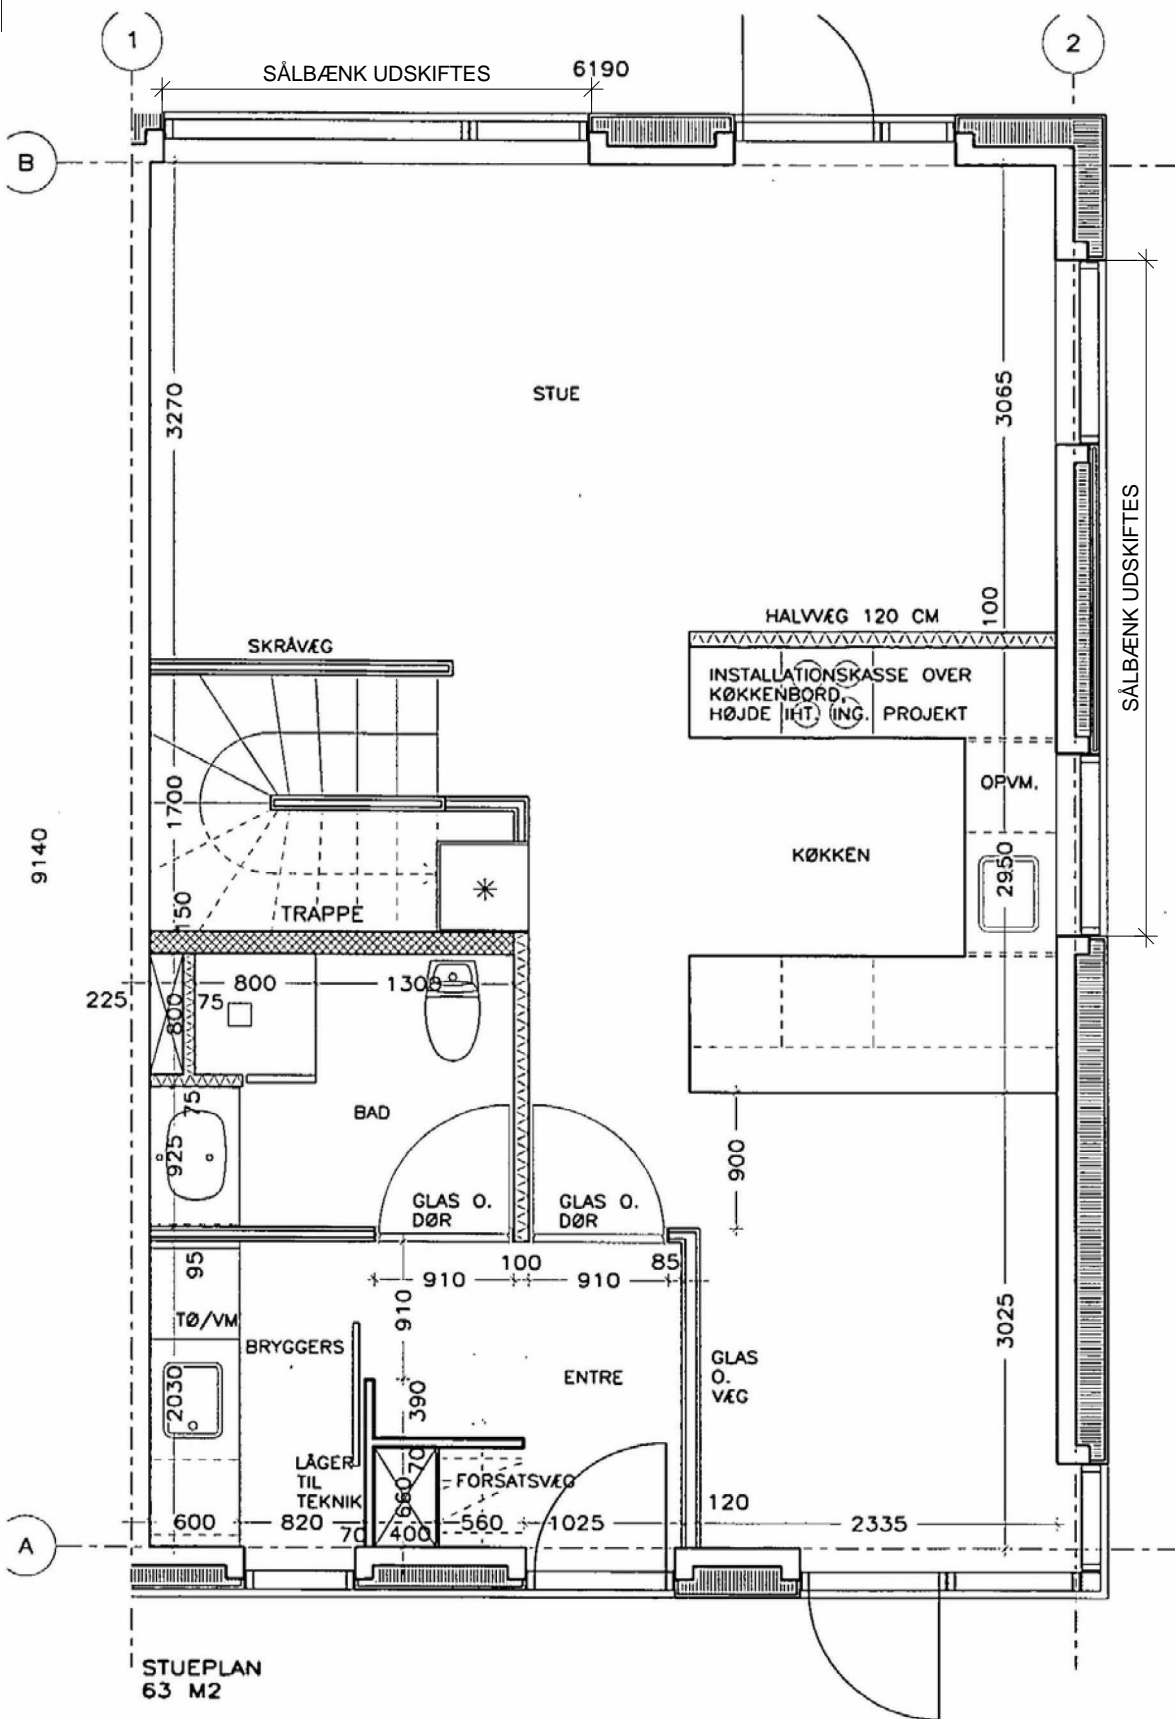 1
2
SÅLBÆNK UDSKIFTES
6190
B
3270
STUE
3065
SÅLBÆNK UDSKIFTES
100
HALVVÆG 120 CM
SKRÅVÆG
INSTALLATIONSKASSE OVER
KØKKENBORD,
HØJDE IHT. ING. PROJEKT
1700
OPVM.
9140
KØKKEN
2950
150
TRAPPE
225
800
75
800
1300
75
BAD
925
900
GLAS O.
DØR
GLAS O.
DØR
95
100
85
910
910
910
TØ/VM
BRYGGERS
3025
GLAS
O.
VÆG
ENTRE
2030
390
LÅGER
TIL
TEKNIK
70
660
FORSATSVÆG
120
600
820
70
400
560
1025
2335
A
STUEPLAN
63 M2